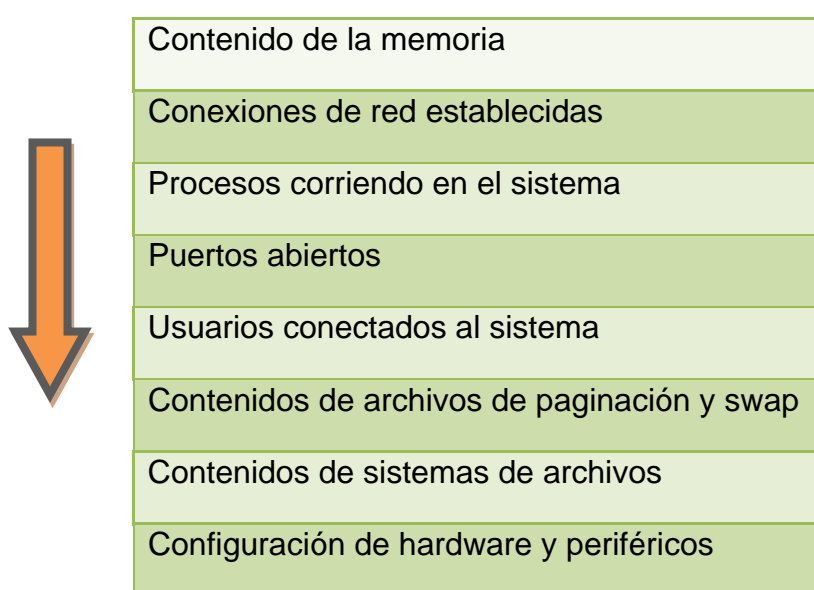 Contenido de la memoria
Conexiones de red establecidas
Procesos corriendo en el sistema
Puertos abiertos
Usuarios conectados al sistema
Contenidos de archivos de paginación y swap
Contenidos de sistemas de archivos
Configuración de hardware y periféricos